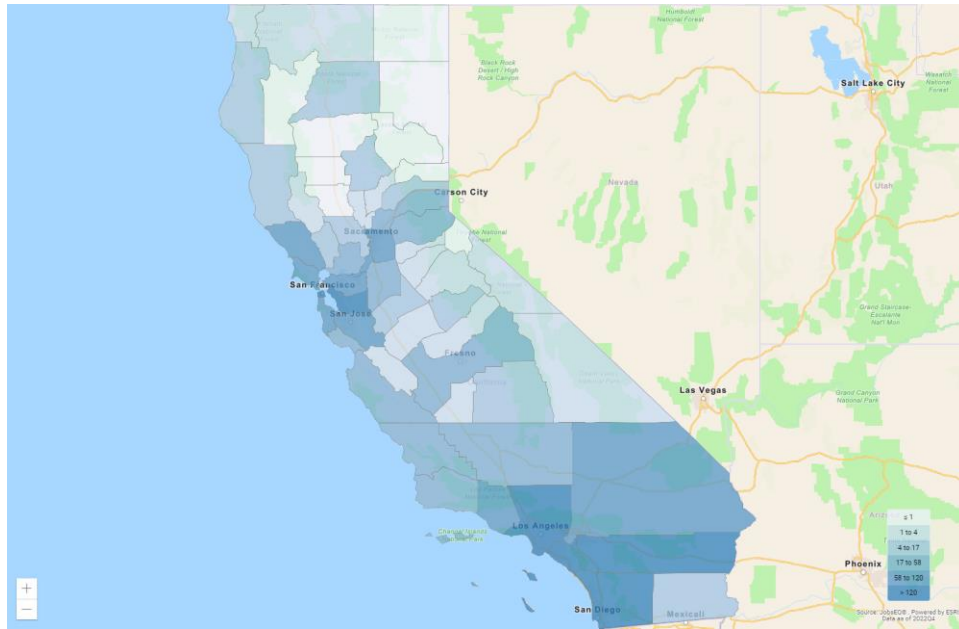 Humboldt
National Forest
Black Rock
Desert / High
Rock Canyon
Salt Lake City
Wasatch
National
Forest
Carson City
Nevada
Utah
Sacramento
San Francisco
San Jose
Fresno
Grand Staircase-
Escalante
Nat'l Mon
Las Vegas
Grand Canyon
National Park
Los Angeles
Channel Islands
San Diego
Mexicali
Phoenix
≤ 1
1 to 4
4 to 17
17 to 58
58 to 120
> 120
+
−
Source: JobsEQ®, Powered by ESRI
Data as of 2022Q4